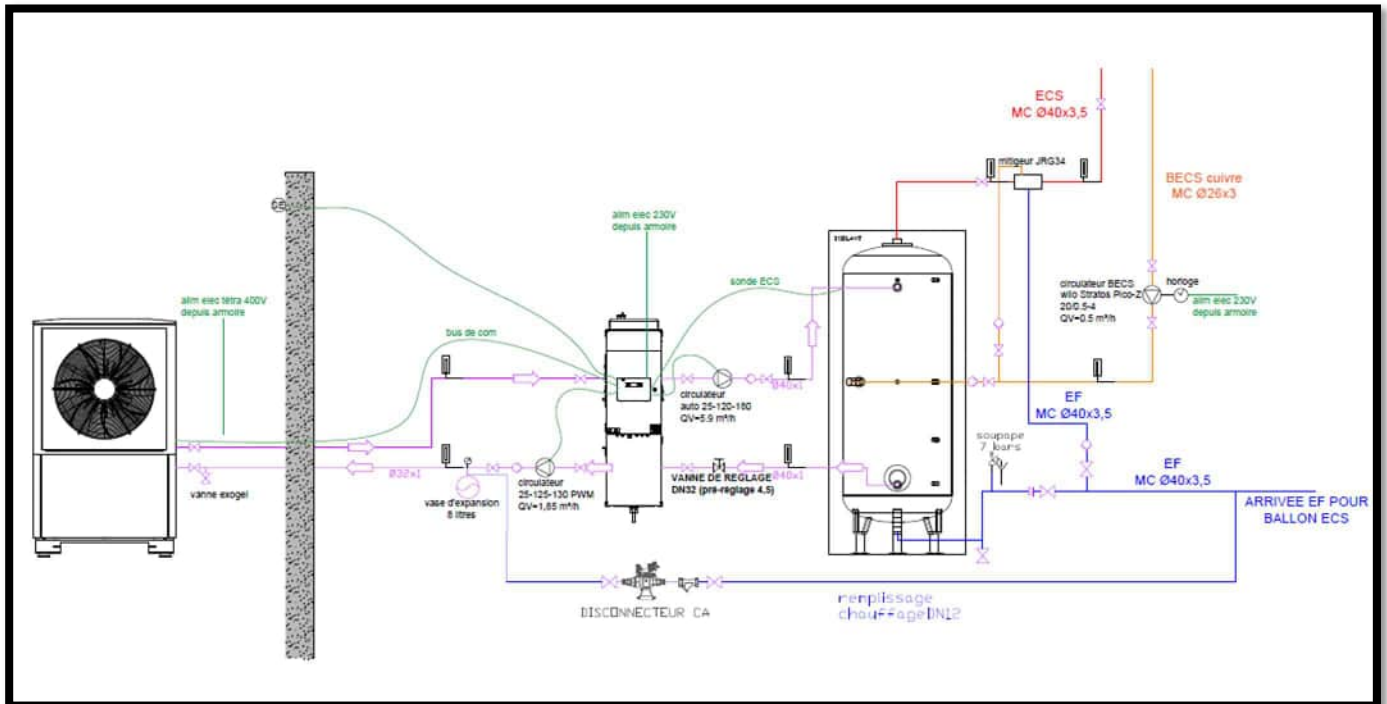 ECS
MC Ø40x3,5
mitigeur JRG34
BECS cuivre
MC Ø26x3
SE
alim elec 230V
depuis armoire
alim elec tétra 400V
depuis armoire
sonde ECS
bus de com
circulateur BECS
wilo Stratos Pico-Z
20/0.5-4
QV=0.5 m³/h
horloge
alim elec 230V
depuis armoire
Ø40x1
circulateur
auto 25-120-180
QV=5.9 m³/h
EF
MC Ø40x3,5
soupape
7 bars
Ø32x1
vanne exogel
vase d'expansion
8 litres
circulateur
25-125-130 PWM
QV=1,65 m³/h
VANNE DE REGLAGE
DN32 (pré-réglage 4,5)
Ø40x1
EF
MC Ø40x3,5
ARRIVEE EF POUR
BALLON ECS
DISCONNECTEUR CA
remplissage
chauffageDN12